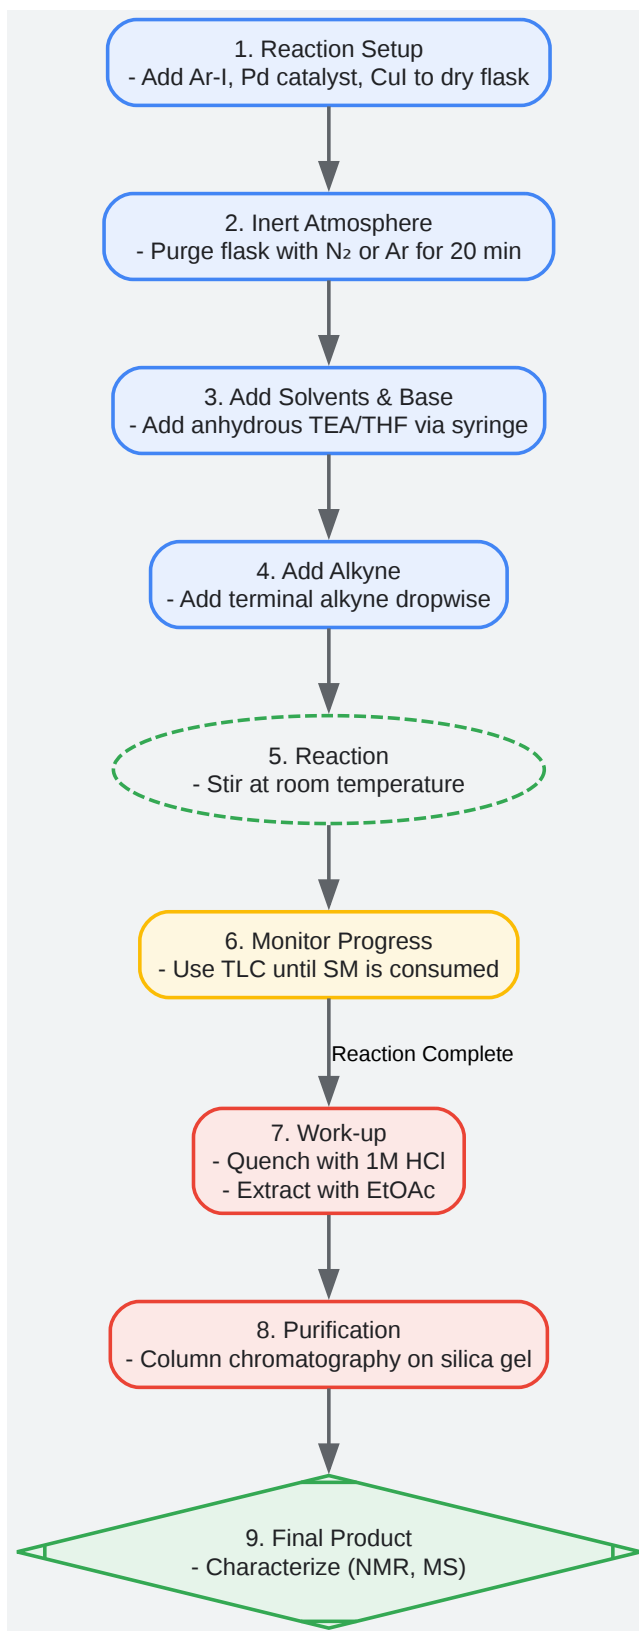 1. Reaction Setup
- Add Ar-I, Pd catalyst, CuI to dry flask
2. Inert Atmosphere
- Purge flask with N₂ or Ar for 20 min
3. Add Solvents & Base
- Add anhydrous TEA/THF via syringe
4. Add Alkyne
- Add terminal alkyne dropwise
5. Reaction
- Stir at room temperature
6. Monitor Progress
- Use TLC until SM is consumed
Reaction Complete
7. Work-up
- Quench with 1M HCl
- Extract with EtOAc
8. Purification
- Column chromatography on silica gel
9. Final Product
- Characterize (NMR, MS)